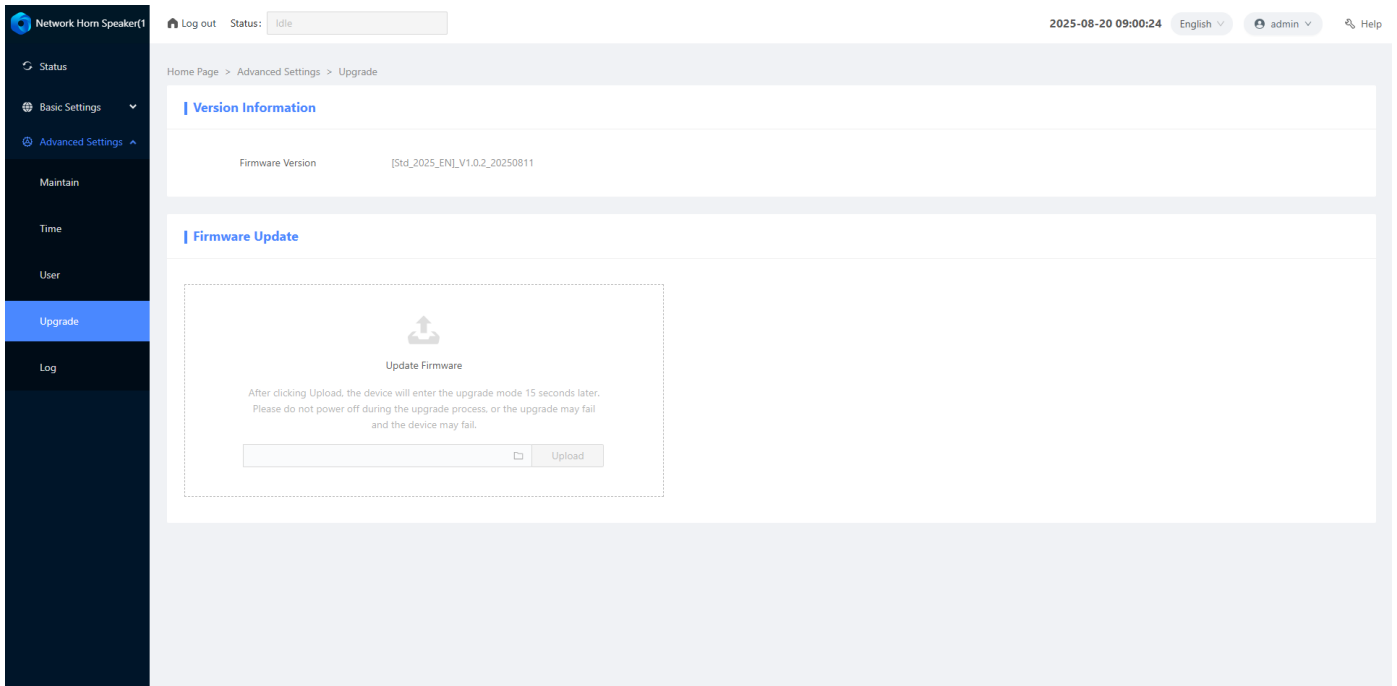 Network Horn Speaker(1
Log out Status: Idle
2025-08-20 09:00:24 English admin Help
Status
Basic Settings
Advanced Settings
Maintain
Time
User
Upgrade
Log
Home Page > Advanced Settings > Upgrade
Version Information
Firmware Version [Std_2025_EN]_V1.0.2_20250811
Firmware Update
Update Firmware
After clicking Upload, the device will enter the upgrade mode 15 seconds later.
Please do not power off during the upgrade process, or the upgrade may fail
and the device may fail.
Upload